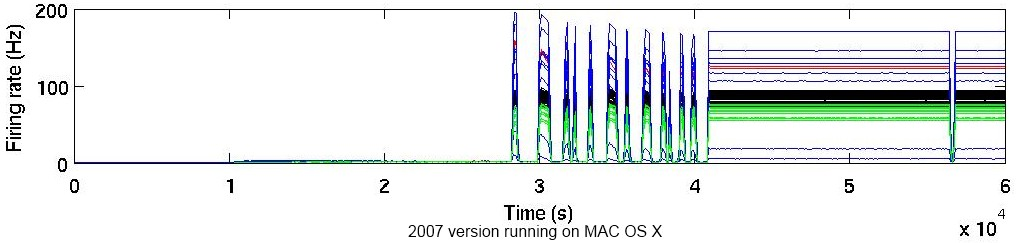 200
100
0
Firing rate (Hz)
0 1 2 3 4 5 6
Time (s)
x 10 4
2007 version running on MAC OS X